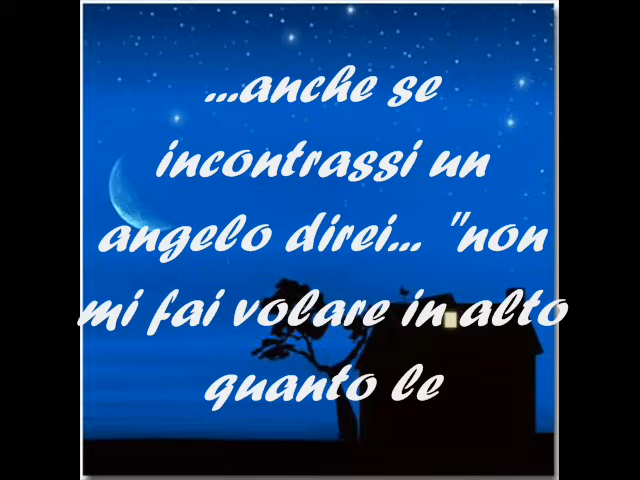 ...anche se
incontrassi un
angelo direi... "non
mi fai volare in alto
quanto le